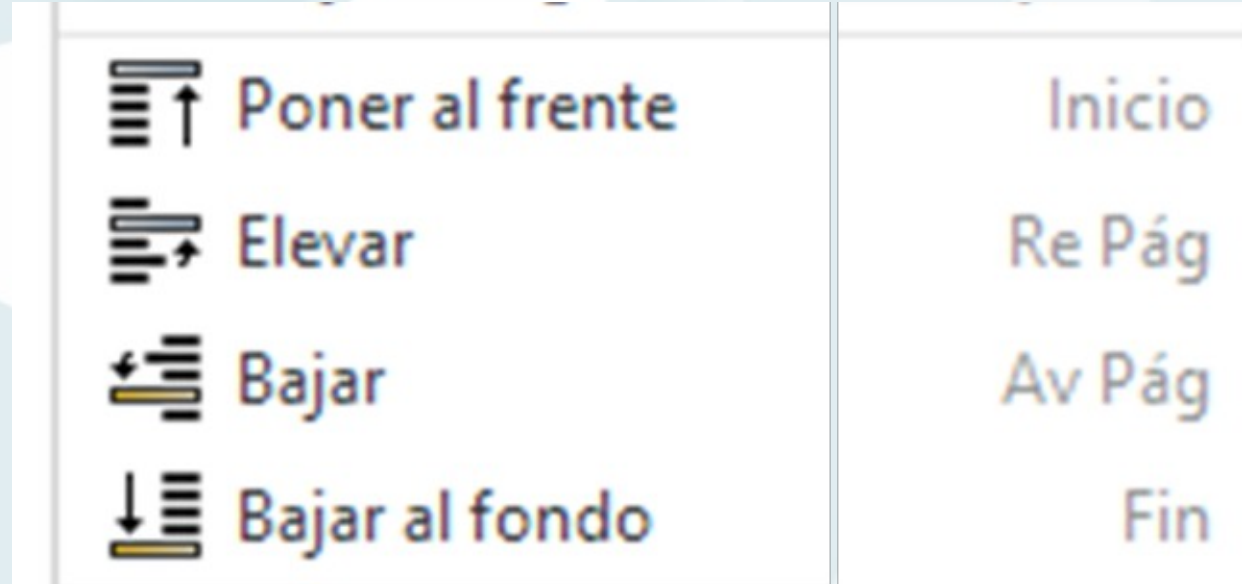 Poner al frente Inicio
Elevar Re Pág
Bajar Av Pág
Bajar al fondo Fin